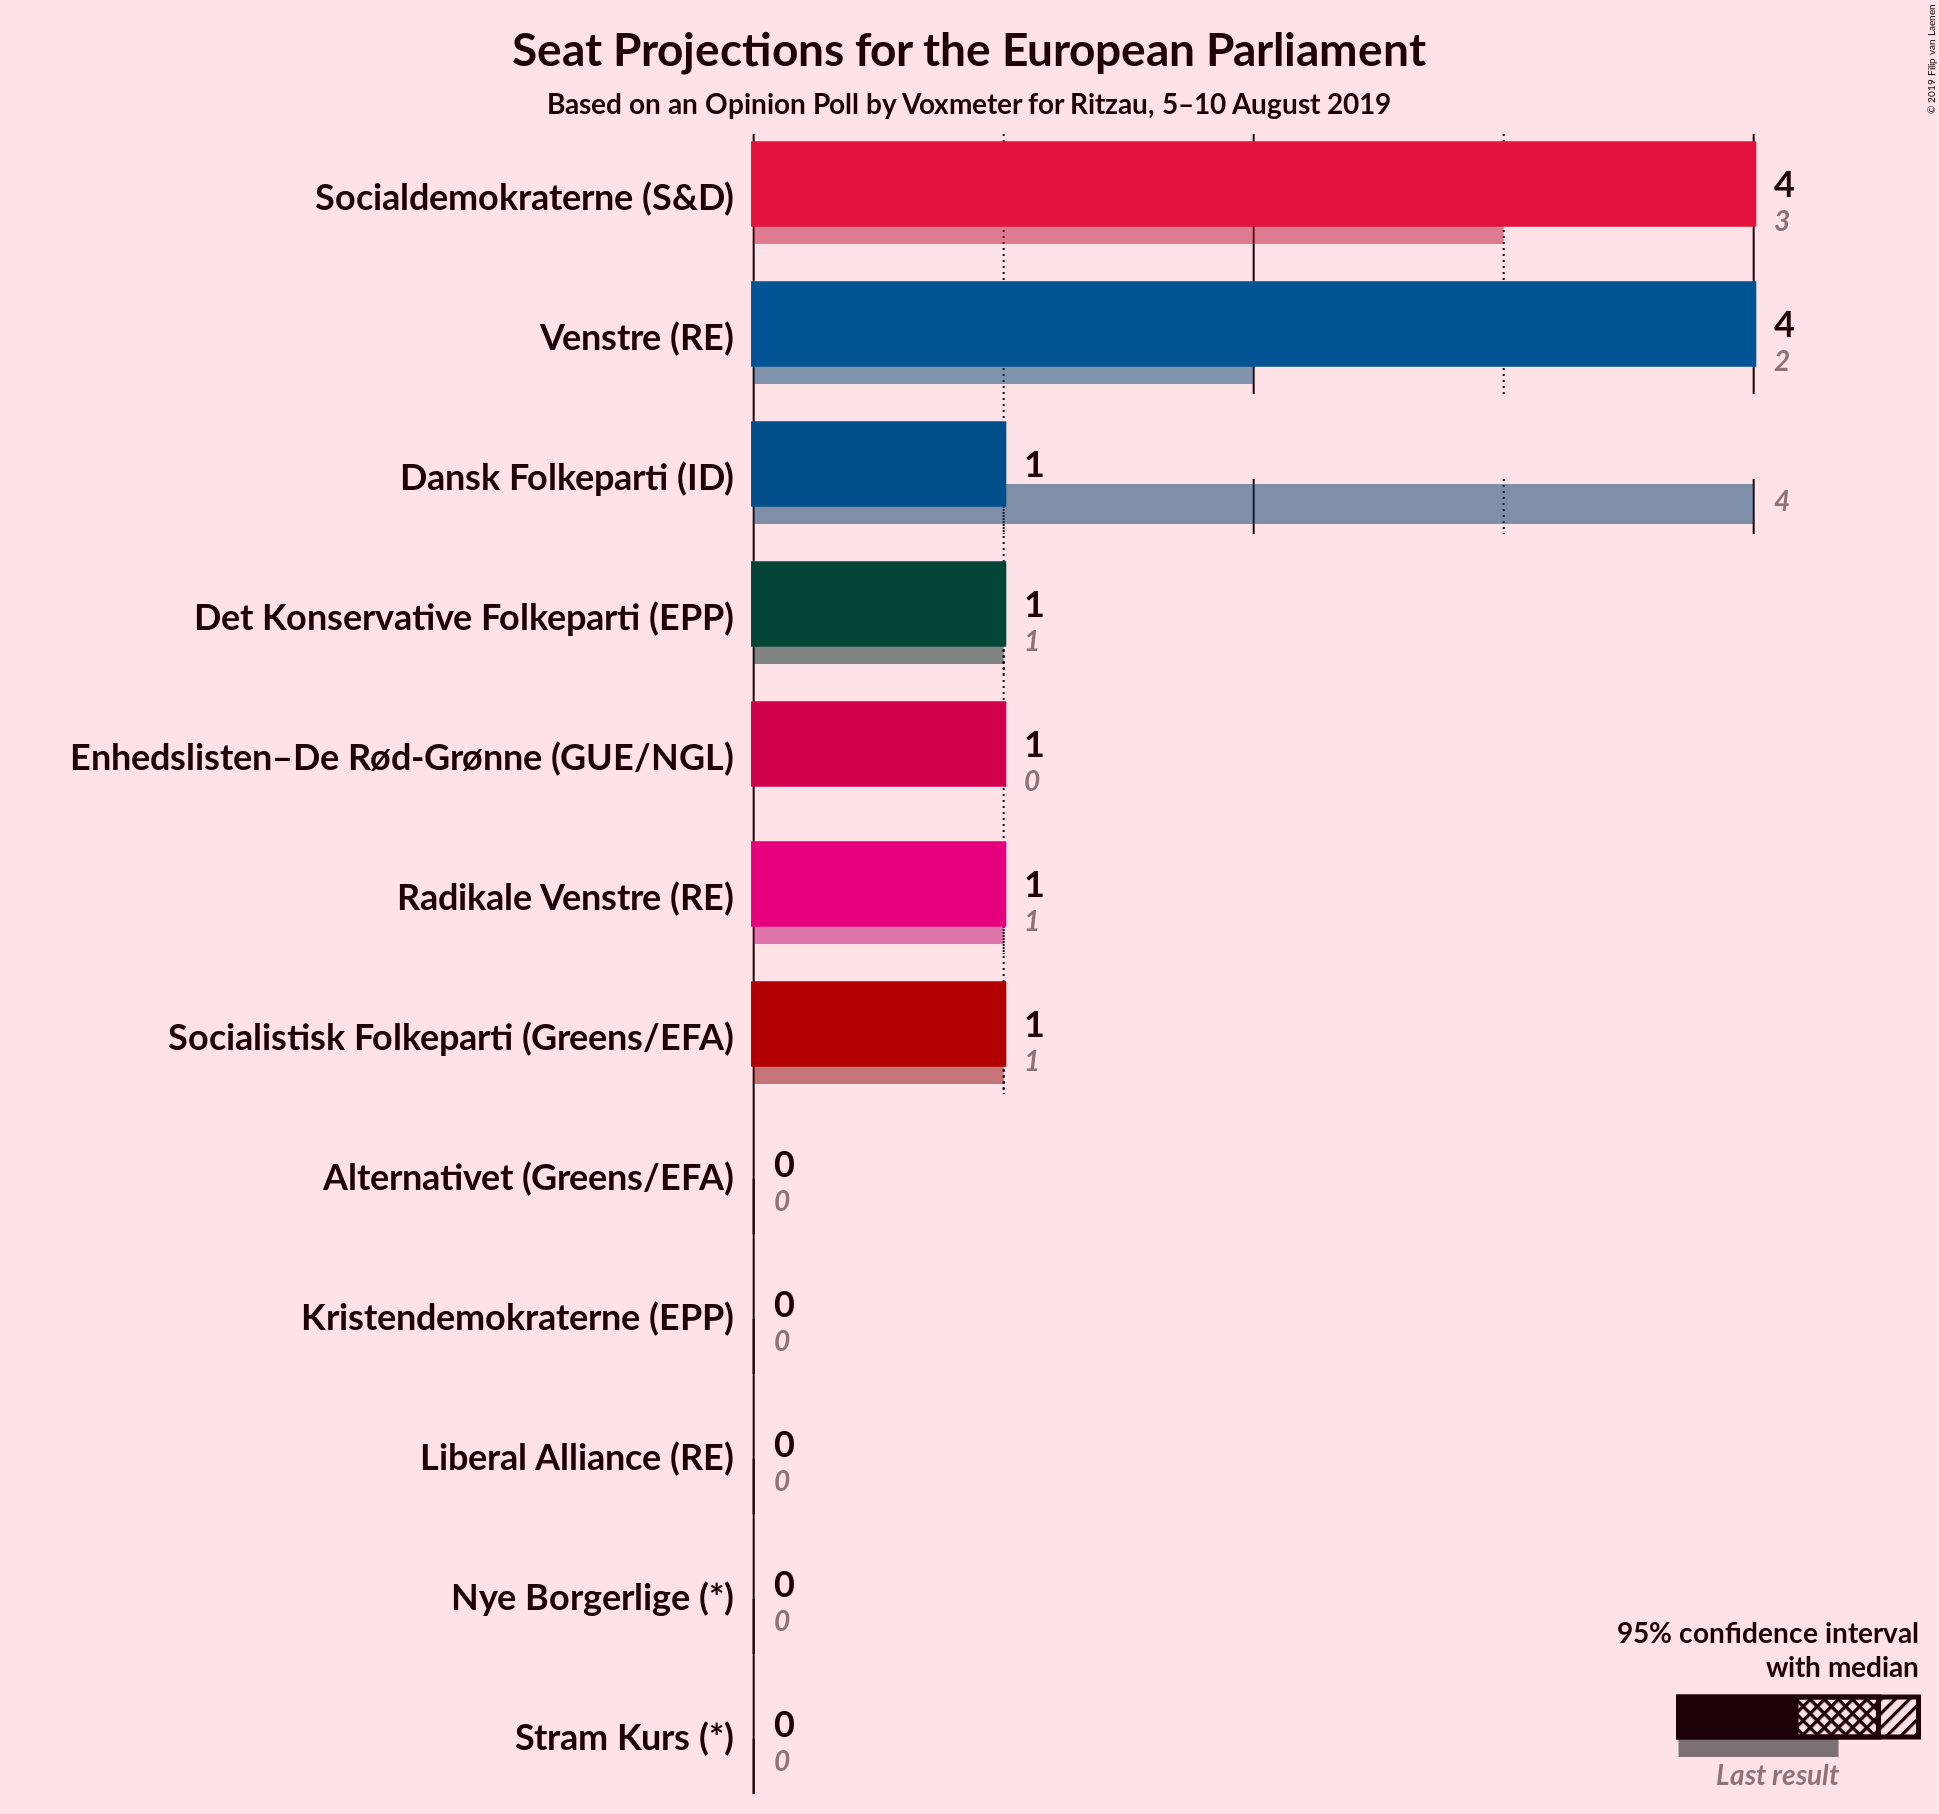 Seat Projections for the European Parliament
Based on an Opinion Poll by Voxmeter for Ritzau, 5–10 August 2019
© 2019 Filip van Laenen
Socialdemokraterne (S&D)
4
3
Venstre (RE)
4
2
Dansk Folkeparti (ID)
1
4
Det Konservative Folkeparti (EPP)
1
1
Enhedslisten–De Rød-Grønne (GUE/NGL)
1
0
Radikale Venstre (RE)
1
1
Socialistisk Folkeparti (Greens/EFA)
1
1
Alternativet (Greens/EFA)
0
0
Kristendemokraterne (EPP)
0
0
Liberal Alliance (RE)
0
0
Nye Borgerlige (*)
0
0
Stram Kurs (*)
0
0
95% confidence interval
with median
Last result